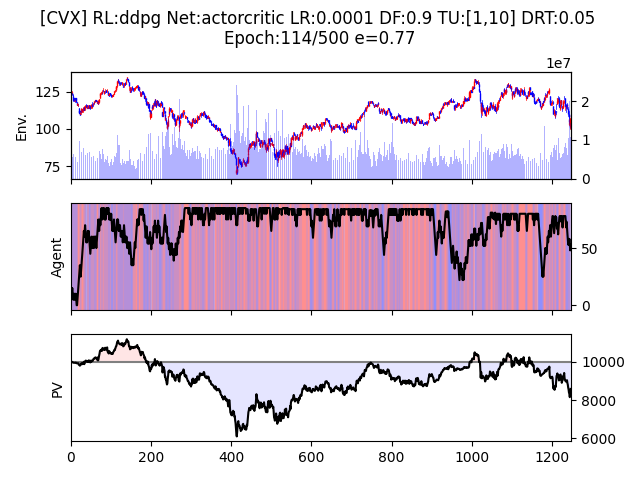 [CVX] RL:ddpg Net:actorcritic LR:0.0001 DF:0.9 TU:[1,10] DRT:0.05
Epoch:114/500 e=0.77
1e7
125
100
75
Env.
2
1
0
Agent
50
0
PV
10000
8000
6000
0 200 400 600 800 1000 1200